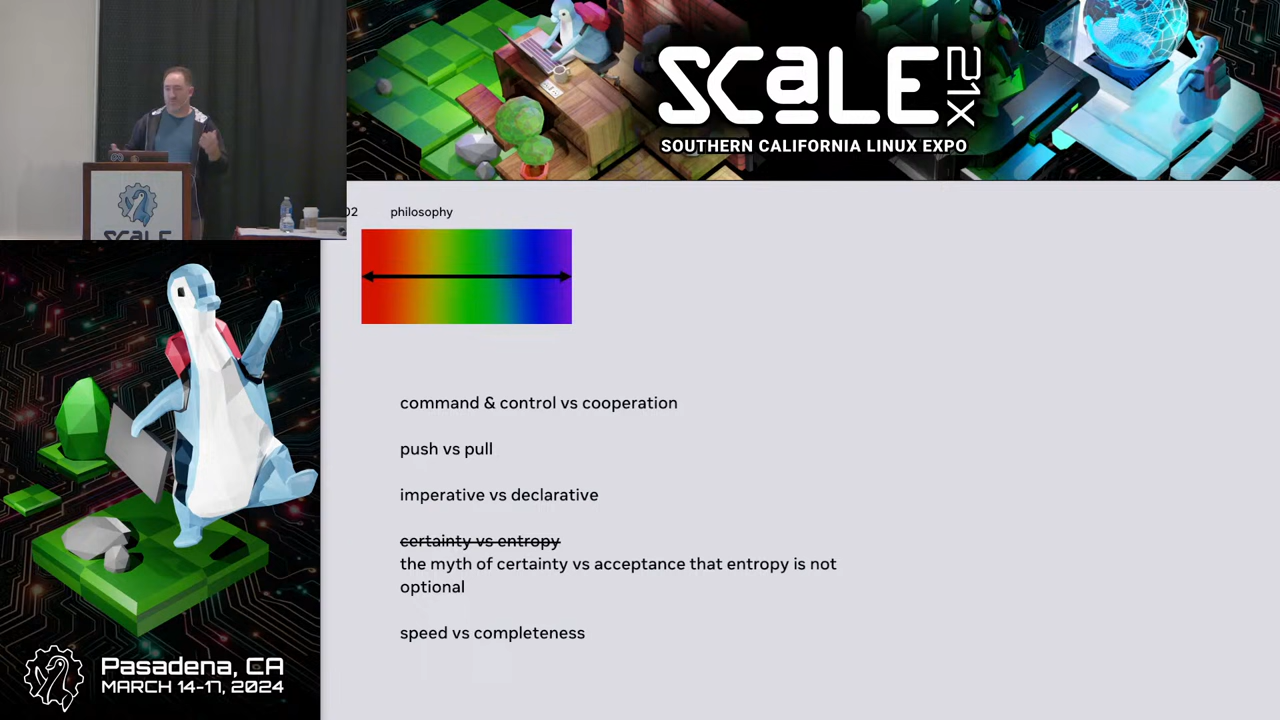 SCaLE 21X
SOUTHERN CALIFORNIA LINUX EXPO
SCALE
02 philosophy
command & control vs cooperation
push vs pull
imperative vs declarative
certainty vs entropy
the myth of certainty vs acceptance that entropy is not
optional
speed vs completeness
Pasadena, CA
MARCH 14-17, 2024